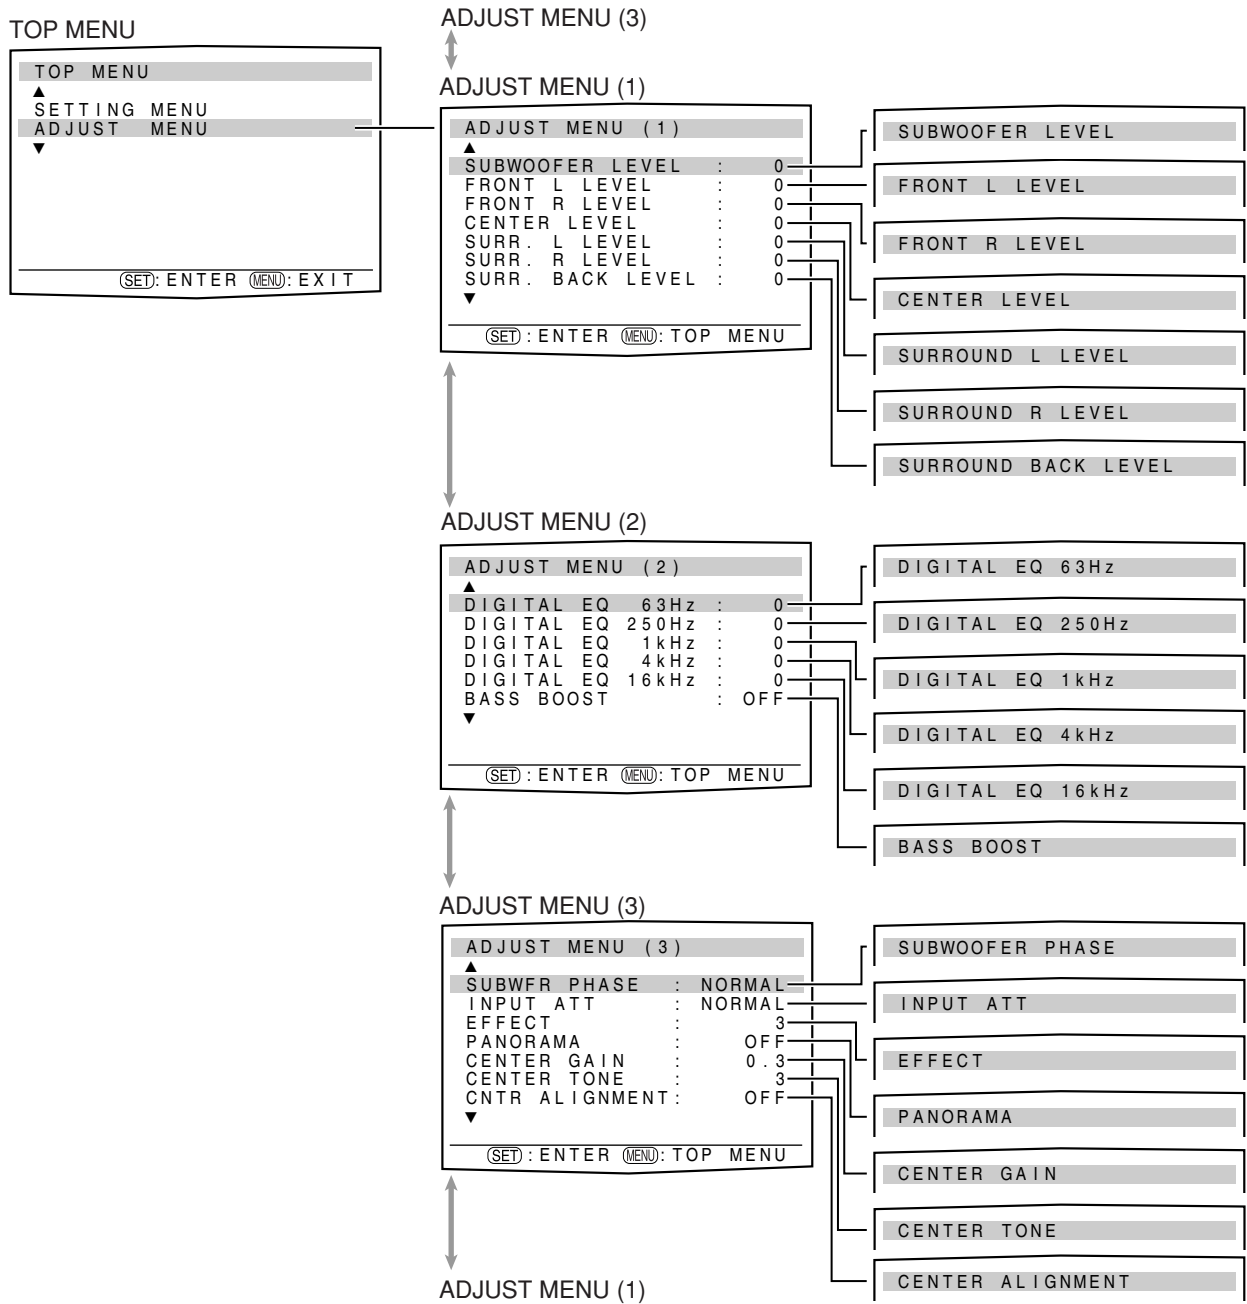 TOP MENU
TOP MENU
▲
SETTING MENU
ADJUST MENU
▼
SET: ENTER MENU: EXIT
ADJUST MENU (3)
ADJUST MENU (1)
ADJUST MENU (1)
▲
SUBWOOFER LEVEL : 0
FRONT L LEVEL : 0
FRONT R LEVEL : 0
CENTER LEVEL : 0
SURR. L LEVEL : 0
SURR. R LEVEL : 0
SURR. BACK LEVEL : 0
▼
SET : ENTER MENU: TOP MENU
SUBWOOFER LEVEL
FRONT L LEVEL
FRONT R LEVEL
CENTER LEVEL
SURROUND L LEVEL
SURROUND R LEVEL
SURROUND BACK LEVEL
ADJUST MENU (2)
ADJUST MENU (2)
▲
DIGITAL EQ 63Hz : 0
DIGITAL EQ 250Hz : 0
DIGITAL EQ 1kHz : 0
DIGITAL EQ 4kHz : 0
DIGITAL EQ 16kHz : 0
BASS BOOST : OFF
▼
SET : ENTER MENU: TOP MENU
DIGITAL EQ 63Hz
DIGITAL EQ 250Hz
DIGITAL EQ 1kHz
DIGITAL EQ 4kHz
DIGITAL EQ 16kHz
BASS BOOST
ADJUST MENU (3)
ADJUST MENU (3)
▲
SUBWFR PHASE : NORMAL
INPUT ATT : NORMAL
EFFECT : 3
PANORAMA : OFF
CENTER GAIN : 0.3
CENTER TONE : 3
CNTR ALIGNMENT: OFF
▼
SET : ENTER MENU: TOP MENU
SUBWOOFER PHASE
INPUT ATT
EFFECT
PANORAMA
CENTER GAIN
CENTER TONE
CENTER ALIGNMENT
ADJUST MENU (1)